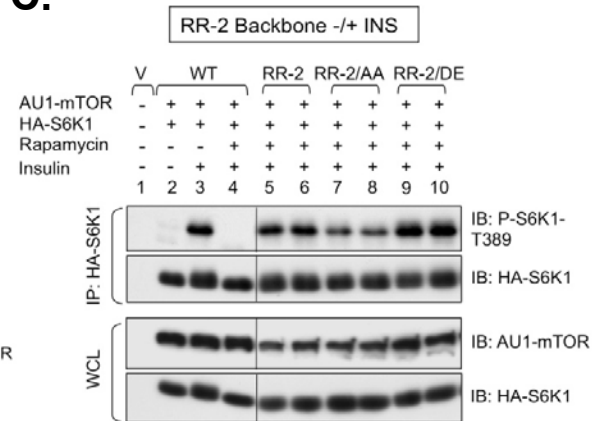 C.
RR-2 Backbone -/+ INS
V WT RR-2 RR-2/AA RR-2/DE
AU1-mTOR - + + + + + + + + +
HA-S6K1 - + + + + + + + + +
Rapamycin - - - + + + + + + +
Insulin - - + + + + + + + +
1 2 3 4 5 6 7 8 9 10
IP: HA-S6K1
IB: P-S6K1-
T389
IB: HA-S6K1
R
WCL
IB: AU1-mTOR
IB: HA-S6K1